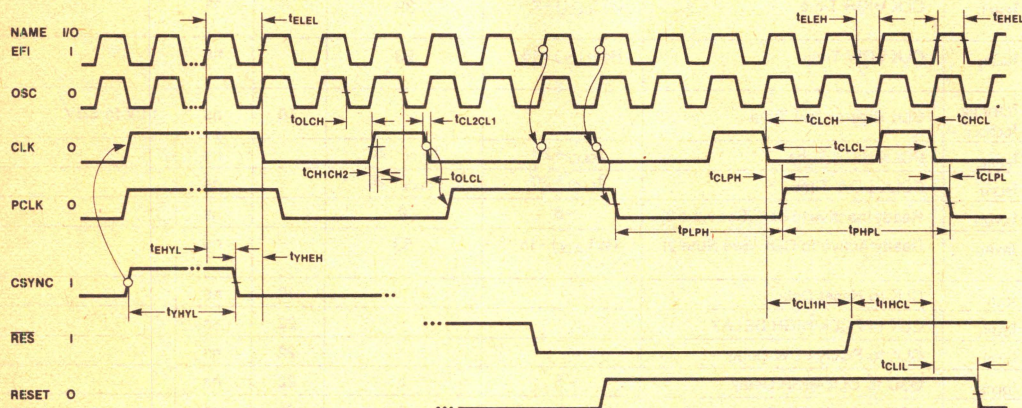 tELEL
tELEH
tEHEL
NAME I/O
EFI I
OSC O
tOLCH
tCL2CL1
tCLCH
tCHCL
CLK O
tCLCL
tCH1CH2
tOLCL
tCLPH
tCLPL
PCLK O
tPLPH
tPHPL
tEHYL
tYHEH
CSYNC I
tYHYL
tCLI1H
tI1HCL
RES I
tCLIL
RESET O